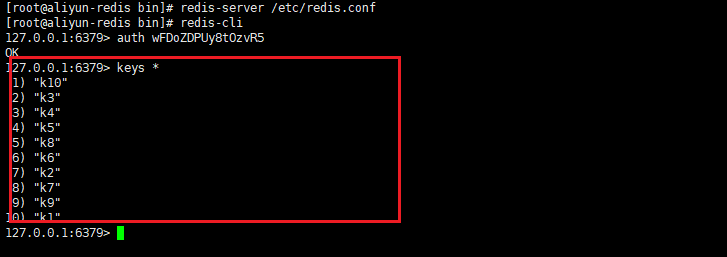 [root@aliyun-redis bin]# redis-server /etc/redis.conf
[root@aliyun-redis bin]# redis-cli
127.0.0.1:6379> auth wFDoZDPUy8tOzvR5
OK
127.0.0.1:6379> keys *
1) "k10"
2) "k3"
3) "k4"
4) "k5"
5) "k8"
6) "k6"
7) "k2"
8) "k7"
9) "k9"
10) "k1"
127.0.0.1:6379>